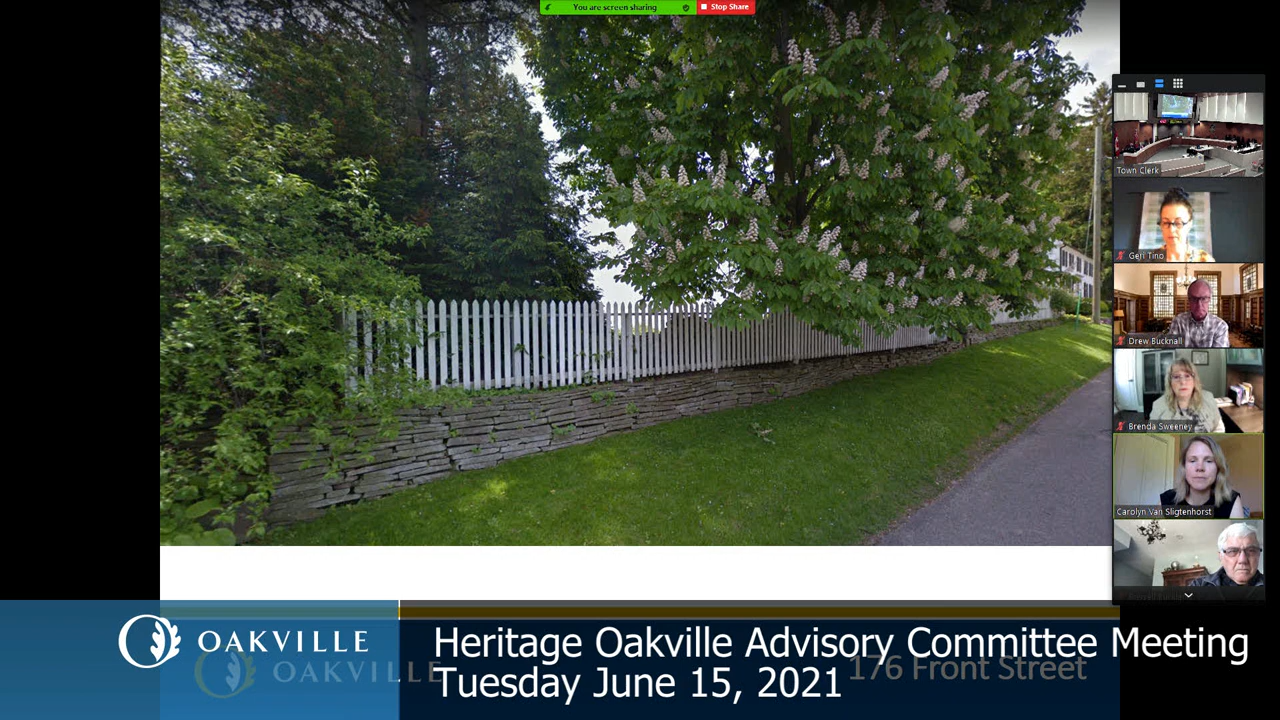 You are screen sharing
Stop Share
Town Clerk
Geri Tino
Drew Bucknall
Brenda Sweeney
Carolyn Van Sligtenhorst
OAKVILLE
Heritage Oakville Advisory Committee Meeting
Tuesday June 15, 2021
OAKVILLE
176 Front Street